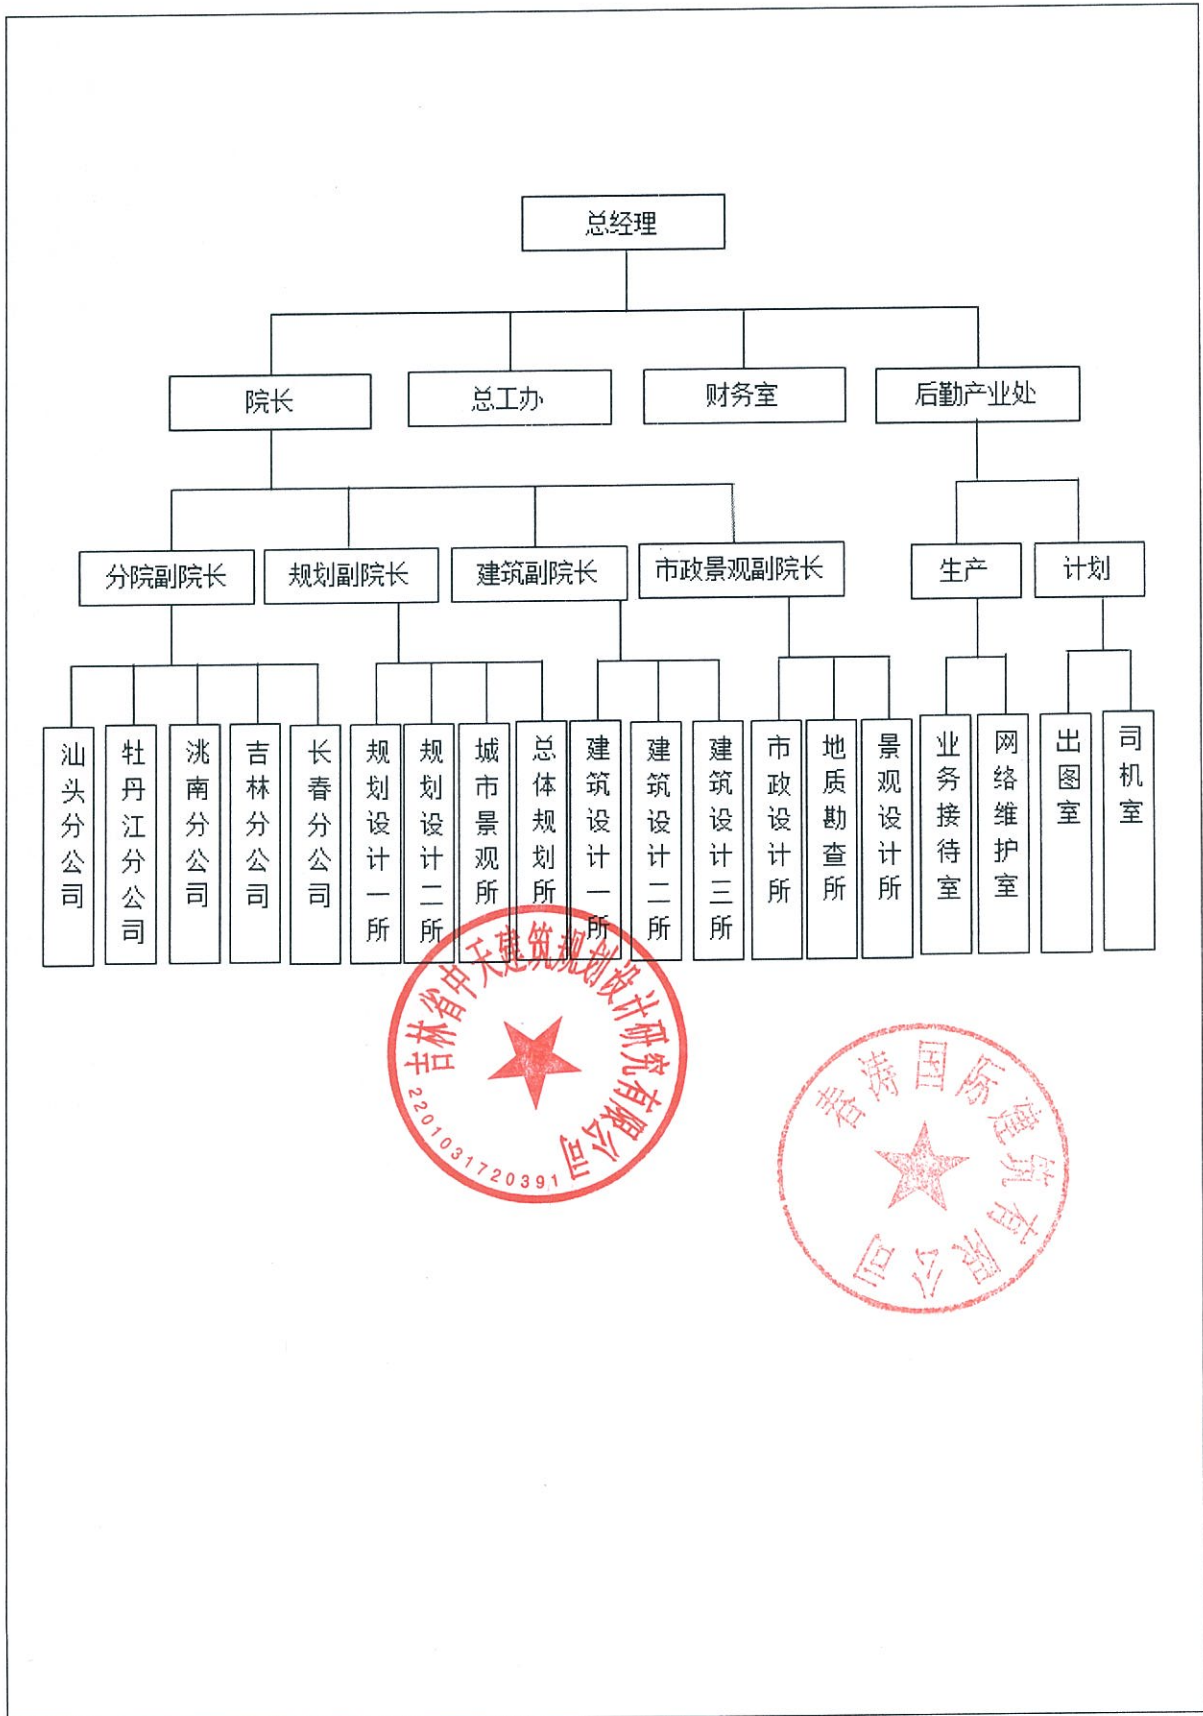 总经理
院长
总工办
财务室
后勤产业处
分院副院长
规划副院长
建筑副院长
市政景观副院长
生产
计划
汕头分公司
牡丹江分公司
洮南分公司
吉林分公司
长春分公司
规划设计一所
规划设计二所
城市景观所
总体规划所
建筑设计一所
建筑设计二所
建筑设计三所
市政设计所
地质勘查所
景观设计所
业务接待室
网络维护室
出图室
司机室
吉林省中天建筑规划设计研究有限公司
2201031720391
春涛国际建筑有限公司